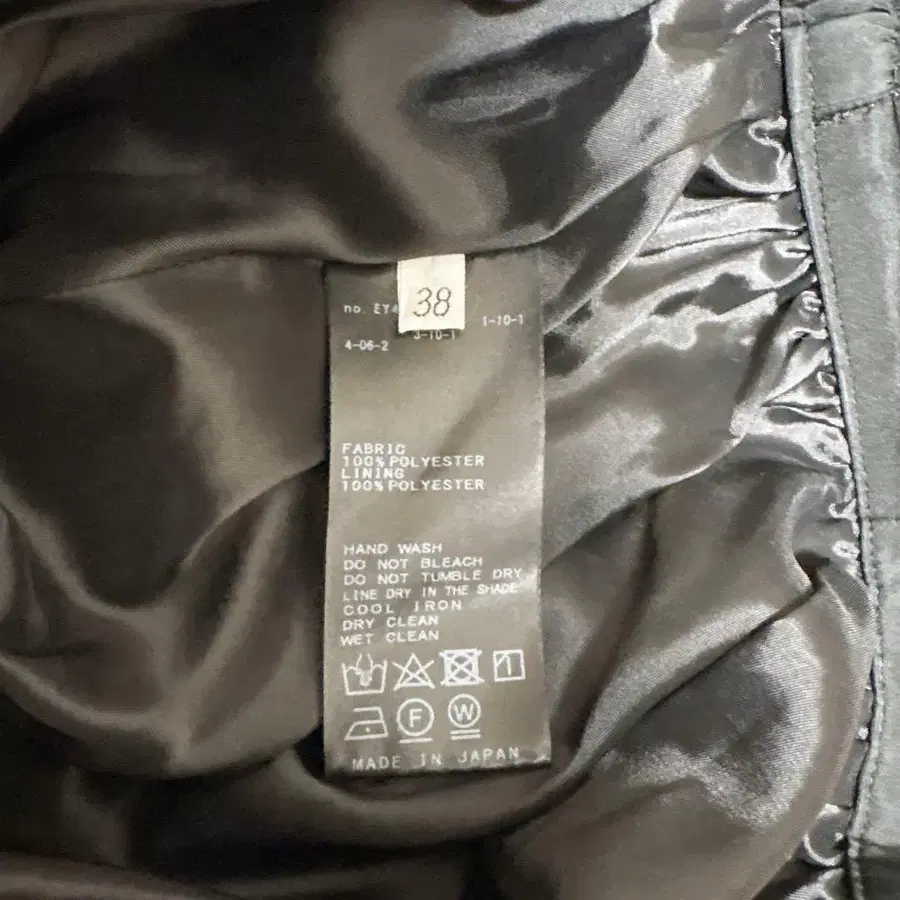 38
no. EY4
1-10-1
3-10-1
4-06-2
FABRIC
100% POLYESTER
LINING
100% POLYESTER
HAND WASH
DO NOT BLEACH
DO NOT TUMBLE DRY
LINE DRY IN THE SHADE
COOL IRON
DRY CLEAN
WET CLEAN
F W
MADE IN JAPAN